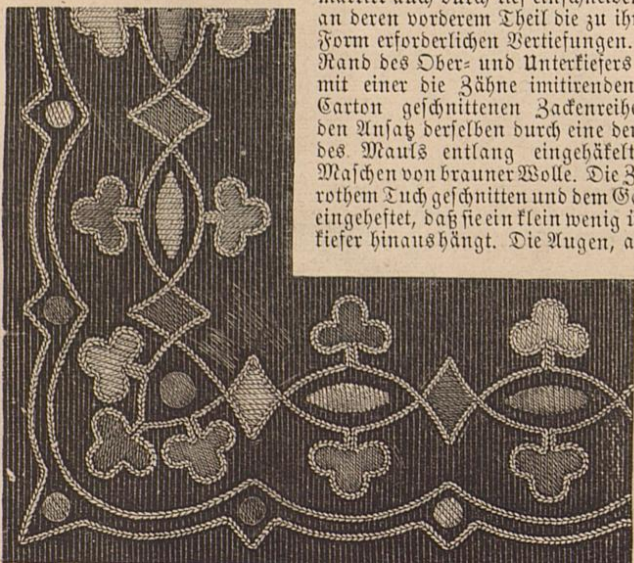 an deren vorderem Theil die zu ih
Form erforderlichen Vertiefungen.
Rand des Ober- und Unterkiefers
mit einer die Zähne imitirenden
Carton geschnittenen Zackenreihe
den Ansatz derselben durch eine der
des Mauls entlang eingehäkelt
Maschen von brauner Wolle. Die Z
rothem Tuch geschnitten und dem Ge
eingeheftet, daß sie ein klein wenig i
kiefer hinaushängt. Die Augen, a